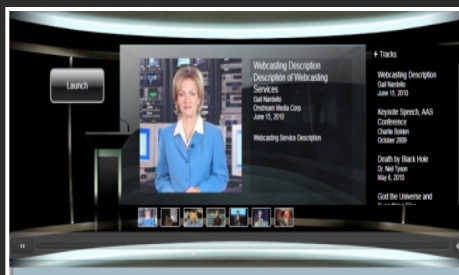 Launch
Webcasting Description
Description of Webcasting
Services
Gail Nardello
Onstream Media Corp.
June 15, 2010
Webcasting Service Description
+ Tracks:
Webcasting Description
Gail Nardello
June 15, 2010
Keynote Speech, AAS
Conference
Charlie Bolden
October 2009
Death by Black Hole
Dr. Neil Tyson
May 6, 2010
God the Universe and
Everything Else